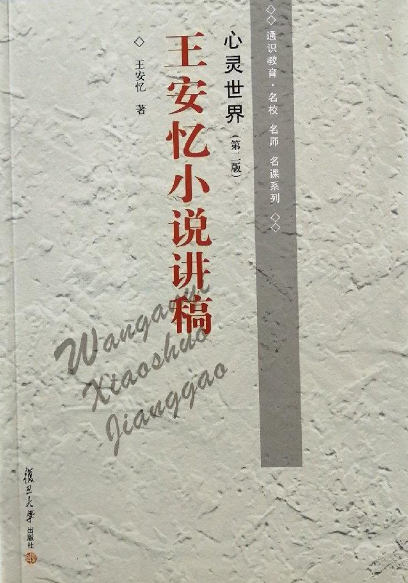 ◇◇ 通识教育·名校 名师 名课系列 ◇◇
心灵世界（第二版）
王安忆小说讲稿
◇ 王安忆 著
Wanganyi
Xiaoshuo
Jianggao
复旦大学出版社